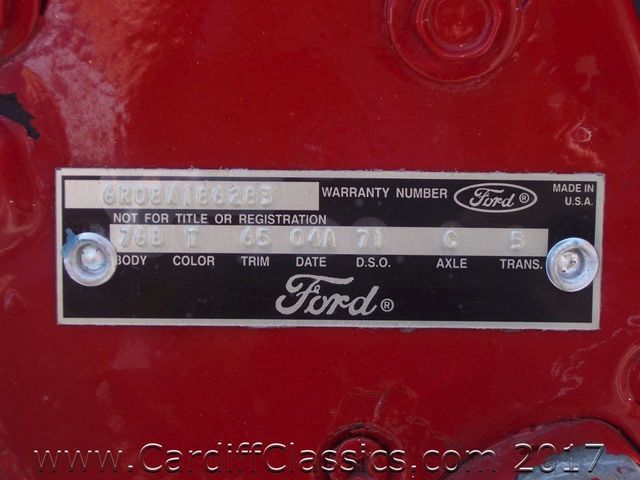 6R08A186283 WARRANTY NUMBER Ford ® MADE IN U.S.A.
NOT FOR TITLE OR REGISTRATION
76B T 65 04A 71 C 5
BODY COLOR TRIM DATE D.S.O. AXLE TRANS.
Ford ®
www.CardiffClassics.com © 2017